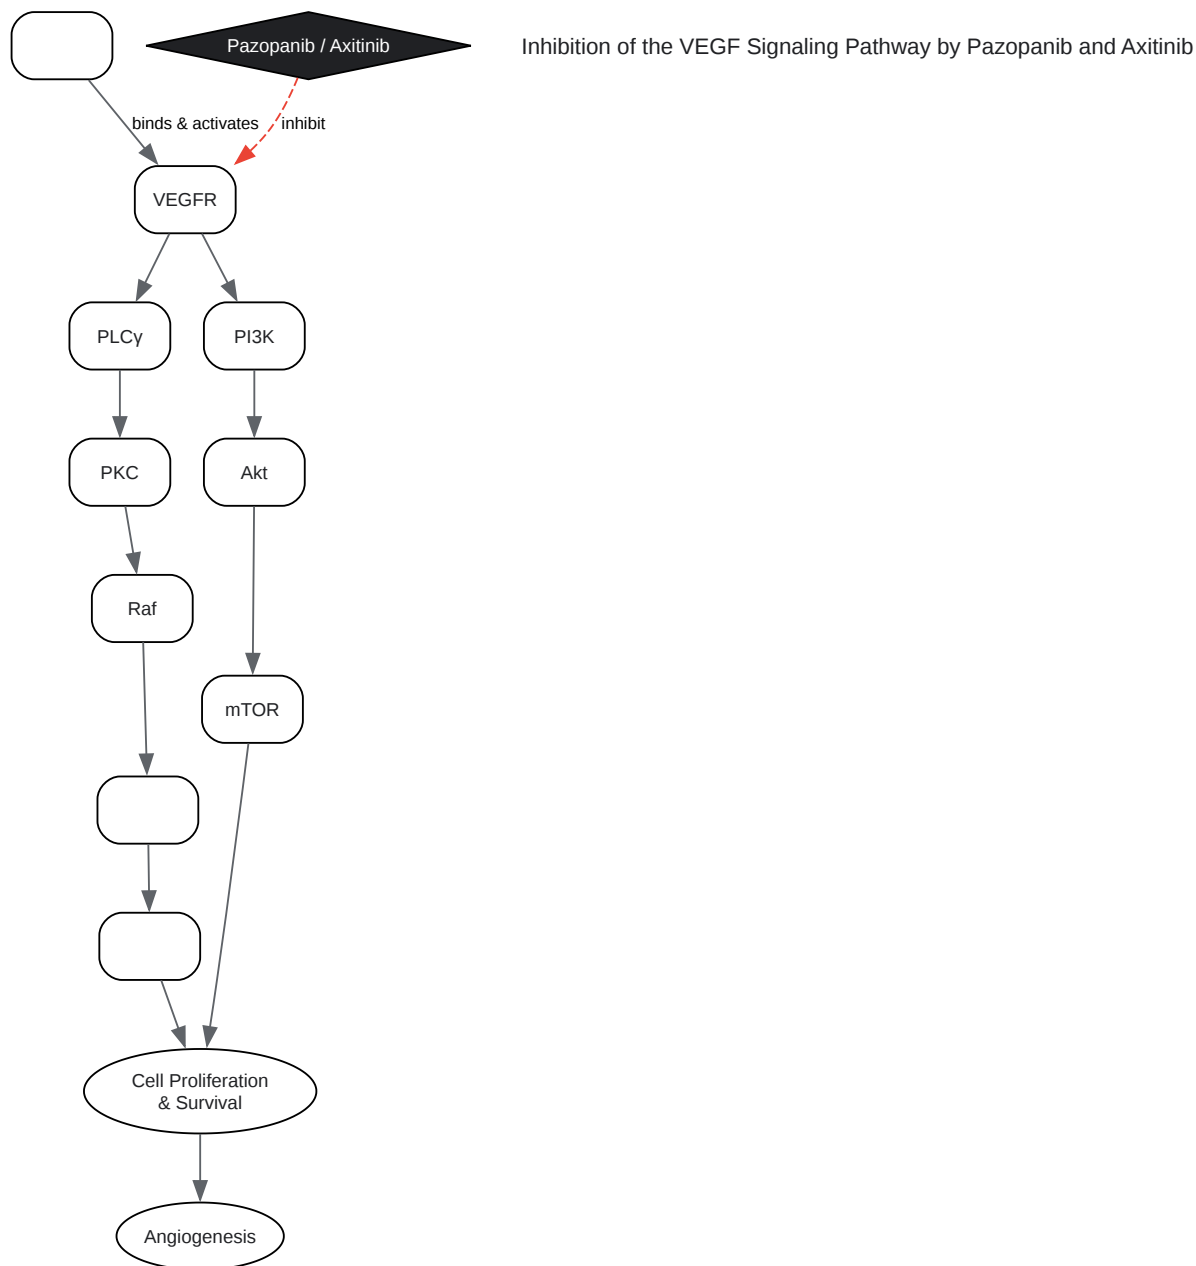 Pazopanib / Axitinib
Inhibition of the VEGF Signaling Pathway by Pazopanib and Axitinib
binds & activates
inhibit
VEGFR
PLCγ
PI3K
PKC
Akt
Raf
mTOR
Cell Proliferation
& Survival
Angiogenesis